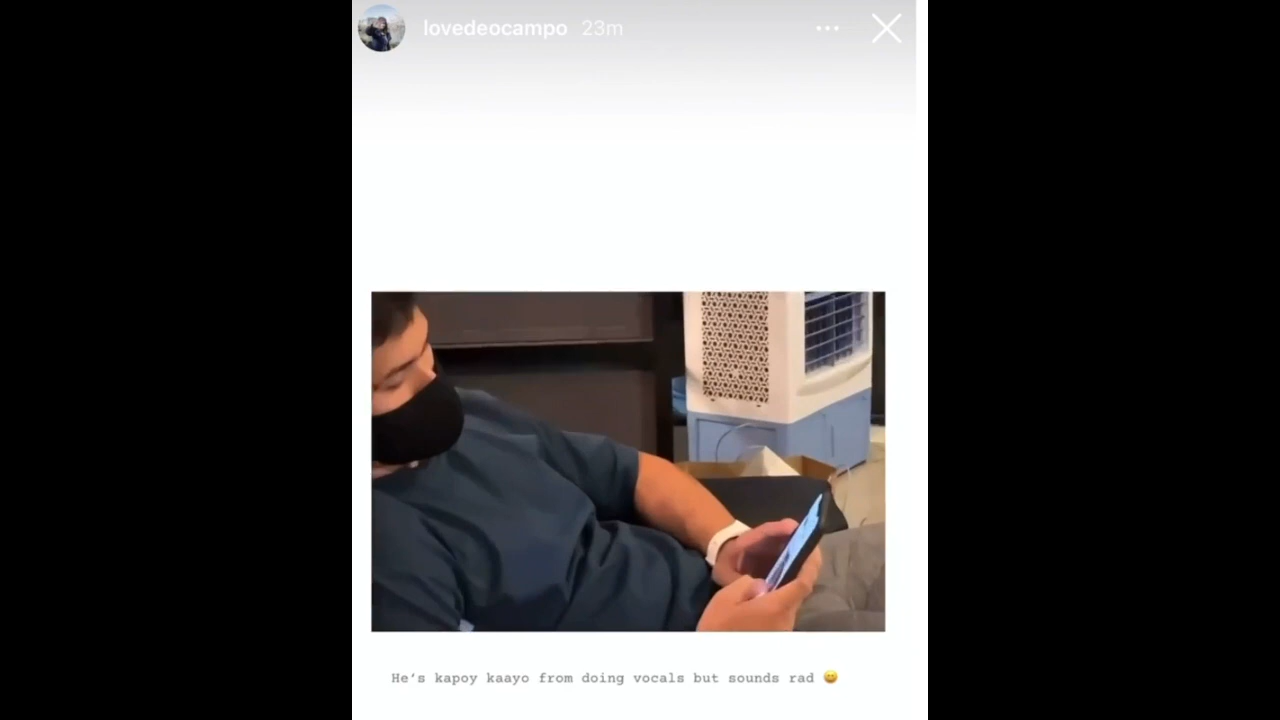 lovedeocampo 23m
He's kapoy kaayo from doing vocals but sounds rad 😄